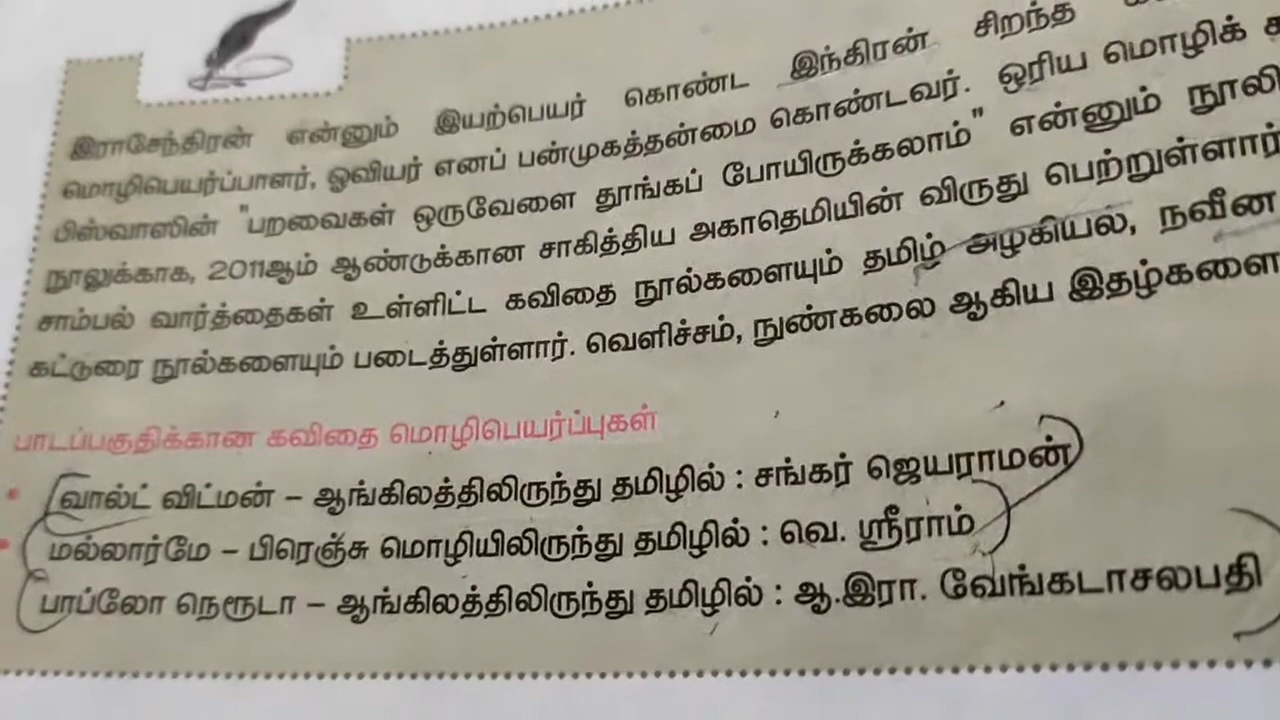 இராசேந்திரன் என்னும் இயற்பெயர் கொண்ட இந்திரன் சிறந்த
மொழிபெயர்ப்பாளர், ஓவியர் எனப் பன்முகத்தன்மை கொண்டவர். ஒரிய மொழிக்
பிஸ்வாஸின் "பறவைகள் ஒருவேளை தூங்கப் போயிருக்கலாம்" என்னும் நூலி
நூலுக்காக, 2011ஆம் ஆண்டுக்கான சாகித்திய அகாதெமியின் விருது பெற்றுள்ளார்
சாம்பல் வார்த்தைகள் உள்ளிட்ட கவிதை நூல்களையும் தமிழ் அழகியல், நவீன
கட்டுரை நூல்களையும் படைத்துள்ளார். வெளிச்சம், நுண்கலை ஆகிய இதழ்களை
பாடப்பகுதிக்கான கவிதை மொழிபெயர்ப்புகள்
• வால்ட் விட்மன் – ஆங்கிலத்திலிருந்து தமிழில் : சங்கர் ஜெயராமன்
• மல்லார்மே – பிரெஞ்சு மொழியிலிருந்து தமிழில் : வெ. ஸ்ரீராம்
பாப்லோ நெரூடா – ஆங்கிலத்திலிருந்து தமிழில் : ஆ.இரா. வேங்கடாசலபதி